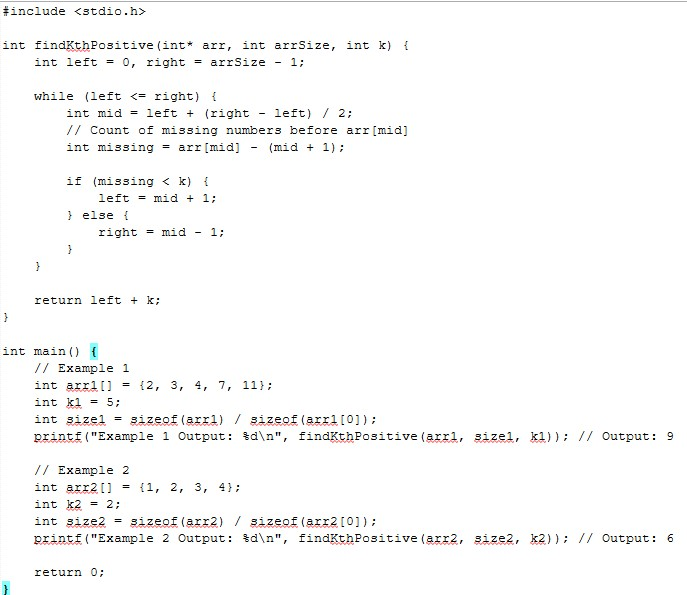 #include <stdio.h>

int findKthPositive(int* arr, int arrSize, int k) {
    int left = 0, right = arrSize - 1;

    while (left <= right) {
        int mid = left + (right - left) / 2;
        // Count of missing numbers before arr[mid]
        int missing = arr[mid] - (mid + 1);

        if (missing < k) {
            left = mid + 1;
        } else {
            right = mid - 1;
        }
    }

    return left + k;
}

int main() {
    // Example 1
    int arr1[] = {2, 3, 4, 7, 11};
    int k1 = 5;
    int size1 = sizeof(arr1) / sizeof(arr1[0]);
    printf("Example 1 Output: %d\n", findKthPositive(arr1, size1, k1)); // Output: 9

    // Example 2
    int arr2[] = {1, 2, 3, 4};
    int k2 = 2;
    int size2 = sizeof(arr2) / sizeof(arr2[0]);
    printf("Example 2 Output: %d\n", findKthPositive(arr2, size2, k2)); // Output: 6

    return 0;
}